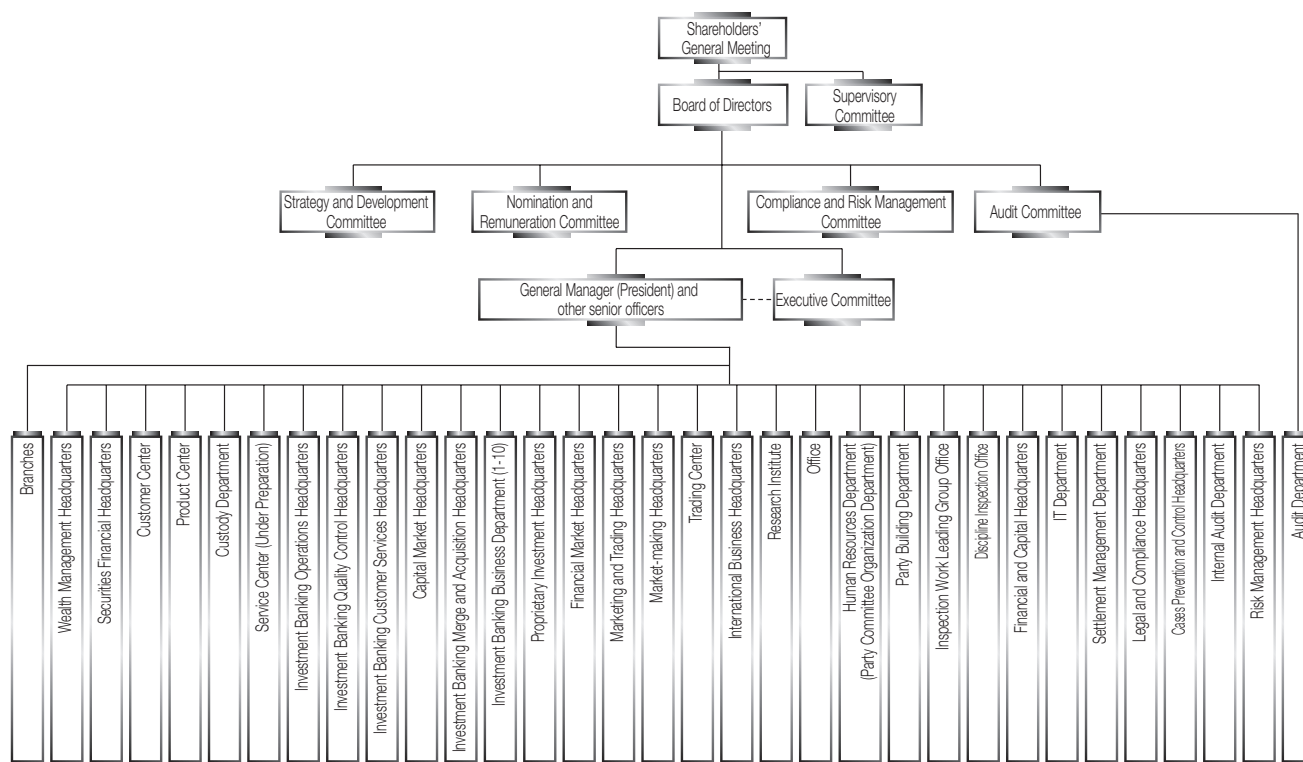 Shareholders'
General Meeting
Board of Directors
Supervisory
Committee
Strategy and Development
Committee
Nomination and
Remuneration Committee
Compliance and Risk Management
Committee
Audit Committee
General Manager (President) and
other senior officers
Executive Committee
Branches
Wealth Management Headquarters
Securities Financial Headquarters
Customer Center
Product Center
Custody Department
Service Center (Under Preparation)
Investment Banking Operations Headquarters
Investment Banking Quality Control Headquarters
Investment Banking Customer Services Headquarters
Capital Market Headquarters
Investment Banking Merge and Acquisition Headquarters
Investment Banking Business Department (1-10)
Proprietary Investment Headquarters
Financial Market Headquarters
Marketing and Trading Headquarters
Market-making Headquarters
Trading Center
International Business Headquarters
Research Institute
Office
Human Resources Department
(Party Committee Organization Department)
Party Building Department
Inspection Work Leading Group Office
Discipline Inspection Office
Financial and Capital Headquarters
IT Department
Settlement Management Department
Legal and Compliance Headquarters
Cases Prevention and Control Headquarters
Internal Audit Department
Risk Management Headquarters
Audit Department